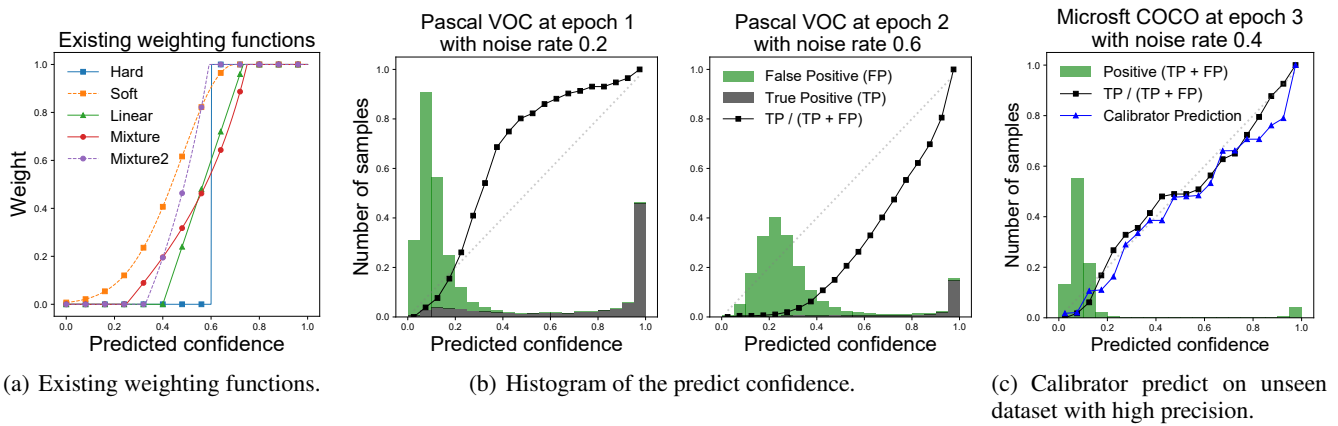 Existing weighting functions
Weight
1.0
0.8
0.6
0.4
0.2
0.0
Hard
Soft
Linear
Mixture
Mixture2
0.0 0.2 0.4 0.6 0.8 1.0
Predicted confidence
(a) Existing weighting functions.
Pascal VOC at epoch 1
with noise rate 0.2
Number of samples
1.0
0.8
0.6
0.4
0.2
0.0
0.0 0.2 0.4 0.6 0.8 1.0
Predicted confidence
Pascal VOC at epoch 2
with noise rate 0.6
1.0
0.8
0.6
0.4
0.2
0.0
False Positive (FP)
True Positive (TP)
TP / (TP + FP)
0.0 0.2 0.4 0.6 0.8 1.0
Predicted confidence
(b) Histogram of the predict confidence.
Microsft COCO at epoch 3
with noise rate 0.4
Number of samples
1.0
0.8
0.6
0.4
0.2
0.0
Positive (TP + FP)
TP / (TP + FP)
Calibrator Prediction
0.0 0.2 0.4 0.6 0.8 1.0
Predicted confidence
(c) Calibrator predict on unseen
dataset with high precision.